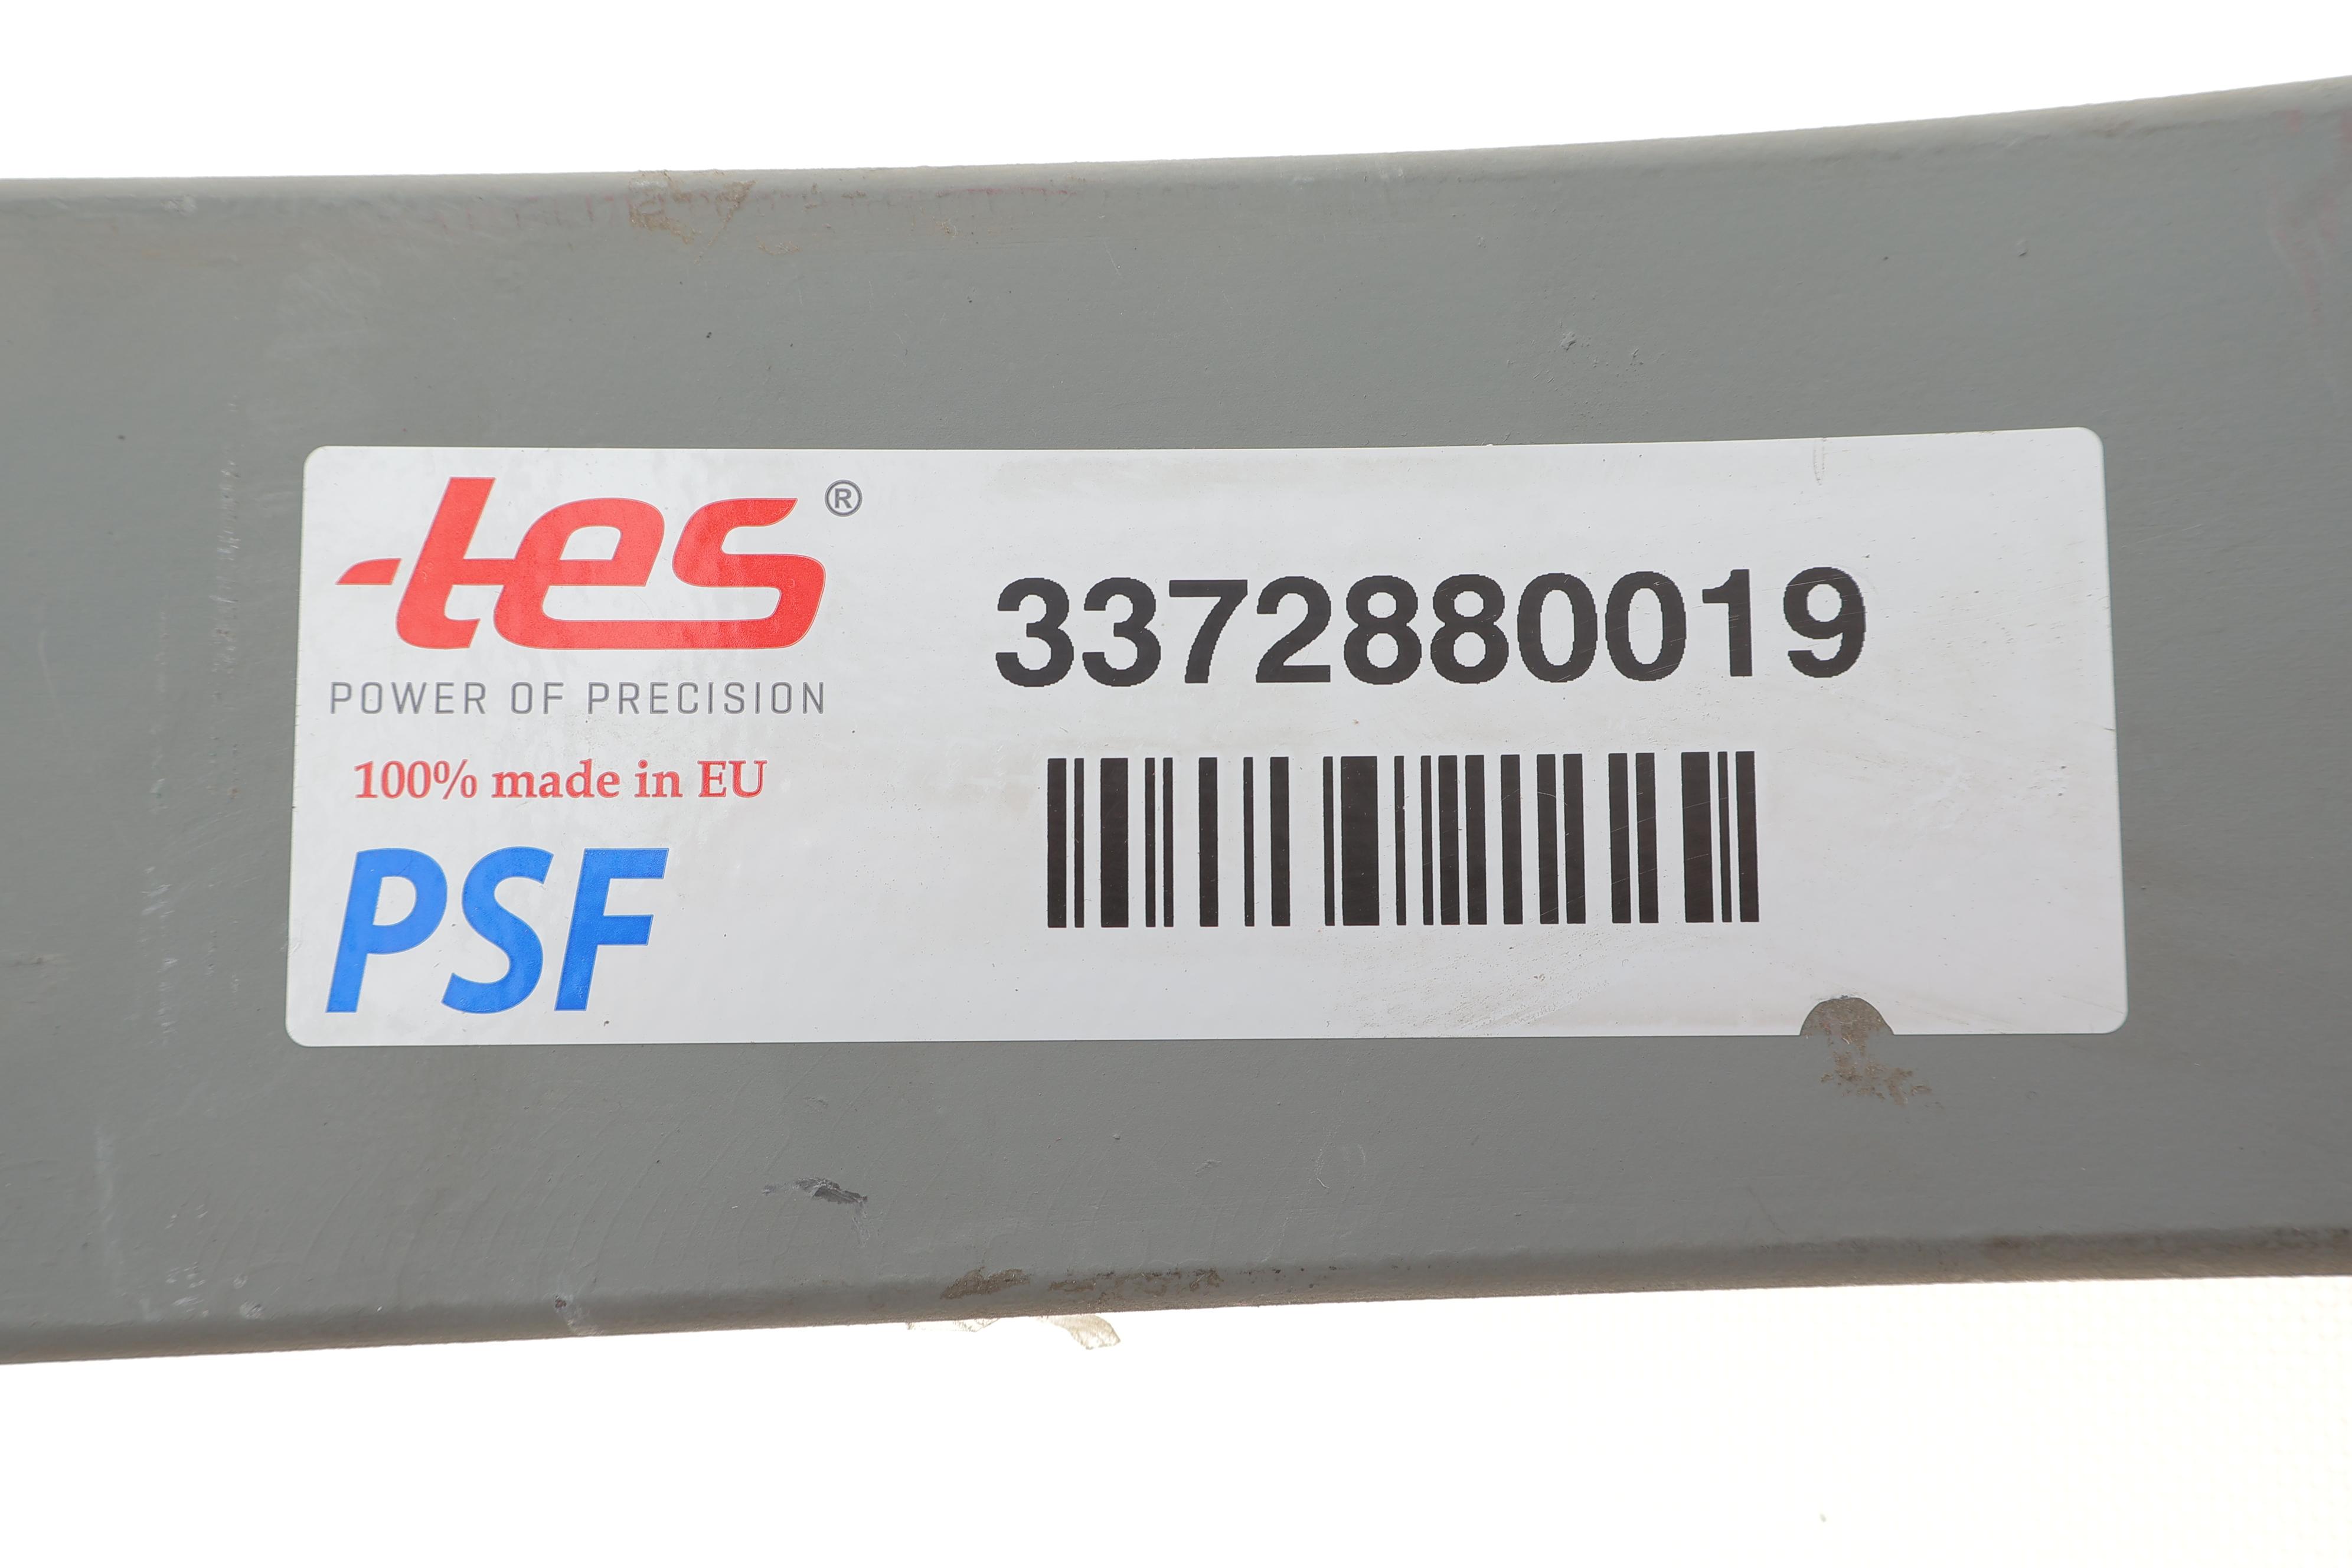 tes®
POWER OF PRECISION
100% made in EU
PSF
3372880019